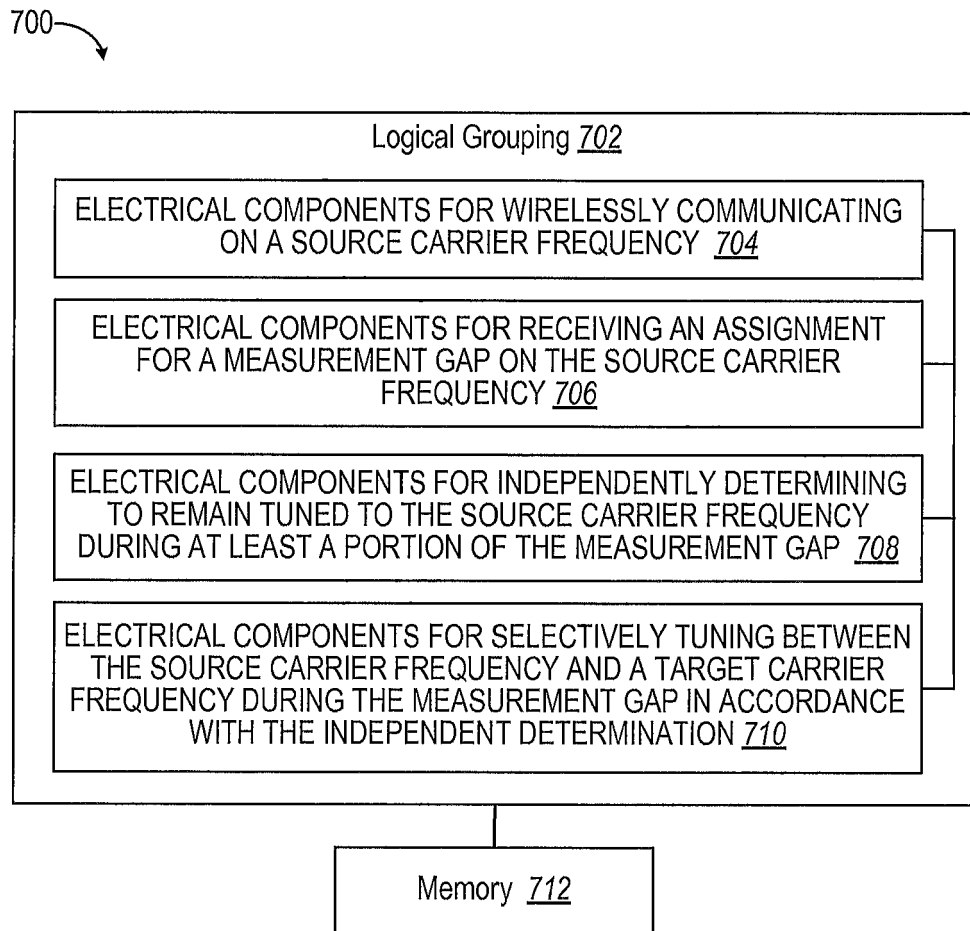 700
Logical Grouping 702
ELECTRICAL COMPONENTS FOR WIRELESSLY COMMUNICATING
ON A SOURCE CARRIER FREQUENCY 704
ELECTRICAL COMPONENTS FOR RECEIVING AN ASSIGNMENT
FOR A MEASUREMENT GAP ON THE SOURCE CARRIER
FREQUENCY 706
ELECTRICAL COMPONENTS FOR INDEPENDENTLY DETERMINING
TO REMAIN TUNED TO THE SOURCE CARRIER FREQUENCY
DURING AT LEAST A PORTION OF THE MEASUREMENT GAP 708
ELECTRICAL COMPONENTS FOR SELECTIVELY TUNING BETWEEN
THE SOURCE CARRIER FREQUENCY AND A TARGET CARRIER
FREQUENCY DURING THE MEASUREMENT GAP IN ACCORDANCE
WITH THE INDEPENDENT DETERMINATION 710
Memory 712